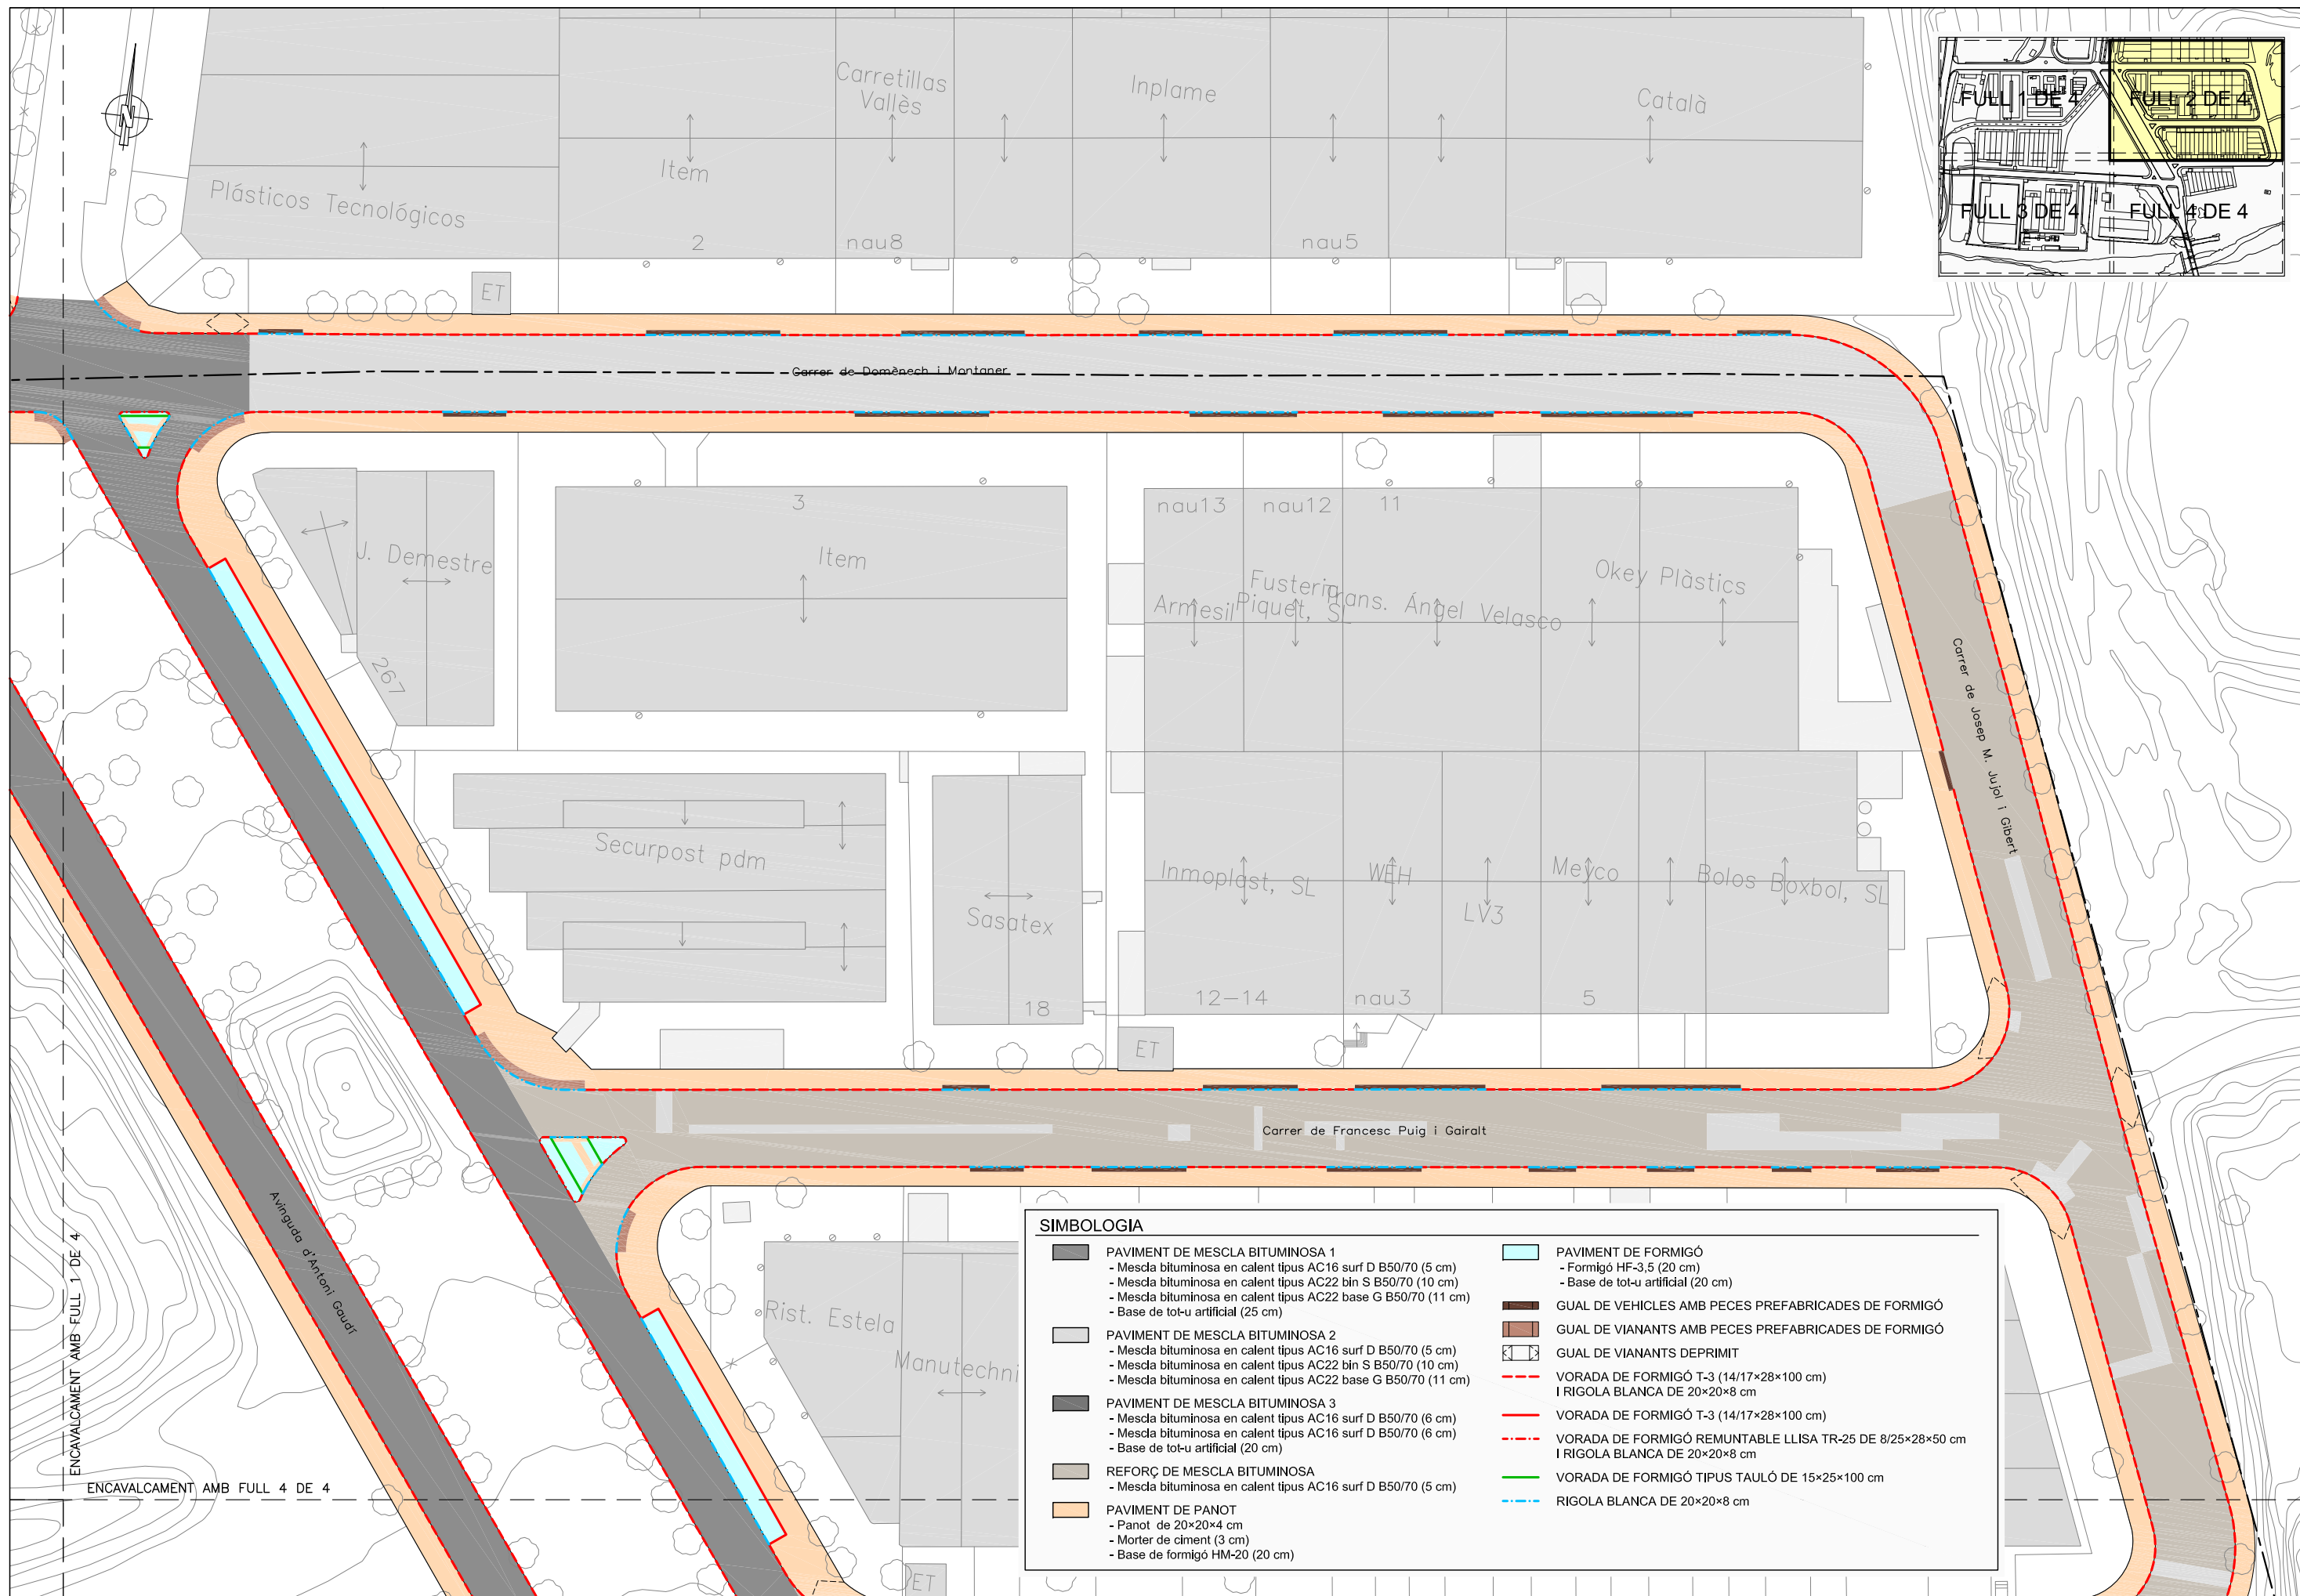 Carretillas
Vallès
Inplame
Català
Item
Plásticos Tecnológicos
2
nau8
nau5
ET
N
FULL 1 DE 4
FULL 2 DE 4
FULL 3 DE 4
FULL 4 DE 4
Carrer de Domènech i Montaner
3
nau13
nau12
11
J. Demestre
Item
Okey Plàstics
Fusteria
Piquet, SL
Armesil
Trans. Ángel Velasco
267
Carrer de Josep M. Jujol i Gibert
Securpost pdm
Sasatex
18
Inmoplast, SL
WEH
LV3
Meyco
Bolos Boxbol, SL
12-14
nau3
5
ET
Carrer de Francesc Puig i Gairalt
Avinguda d'Antoni Gaudí
Rist. Estela
Manutechni
ET
ENCAVALCAMENT AMB FULL 1 DE 4
ENCAVALCAMENT AMB FULL 4 DE 4
SIMBOLOGIA
PAVIMENT DE MESCLA BITUMINOSA 1
- Mescla bituminosa en calent tipus AC16 surf D B50/70 (5 cm)
- Mescla bituminosa en calent tipus AC22 bin S B50/70 (10 cm)
- Mescla bituminosa en calent tipus AC22 base G B50/70 (11 cm)
- Base de tot-u artificial (25 cm)
PAVIMENT DE MESCLA BITUMINOSA 2
- Mescla bituminosa en calent tipus AC16 surf D B50/70 (5 cm)
- Mescla bituminosa en calent tipus AC22 bin S B50/70 (10 cm)
- Mescla bituminosa en calent tipus AC22 base G B50/70 (11 cm)
PAVIMENT DE MESCLA BITUMINOSA 3
- Mescla bituminosa en calent tipus AC16 surf D B50/70 (6 cm)
- Mescla bituminosa en calent tipus AC16 surf D B50/70 (6 cm)
- Base de tot-u artificial (20 cm)
REFORÇ DE MESCLA BITUMINOSA
- Mescla bituminosa en calent tipus AC16 surf D B50/70 (5 cm)
PAVIMENT DE PANOT
- Panot de 20×20×4 cm
- Morter de ciment (3 cm)
- Base de formigó HM-20 (20 cm)
PAVIMENT DE FORMIGÓ
- Formigó HF-3,5 (20 cm)
- Base de tot-u artificial (20 cm)
GUAL DE VEHICLES AMB PECES PREFABRICADES DE FORMIGÓ
GUAL DE VIANANTS AMB PECES PREFABRICADES DE FORMIGÓ
GUAL DE VIANANTS DEPRIMIT
VORADA DE FORMIGÓ T-3 (14/17×28×100 cm)
I RIGOLA BLANCA DE 20×20×8 cm
VORADA DE FORMIGÓ T-3 (14/17×28×100 cm)
VORADA DE FORMIGÓ REMUNTABLE LLISA TR-25 DE 8/25×28×50 cm
I RIGOLA BLANCA DE 20×20×8 cm
VORADA DE FORMIGÓ TIPUS TAULÓ DE 15×25×100 cm
RIGOLA BLANCA DE 20×20×8 cm